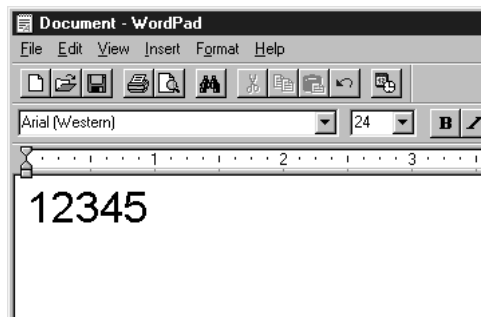 Document - WordPad
File Edit View Insert Format Help
Arial (Western) 24 B I
1 2 3
12345